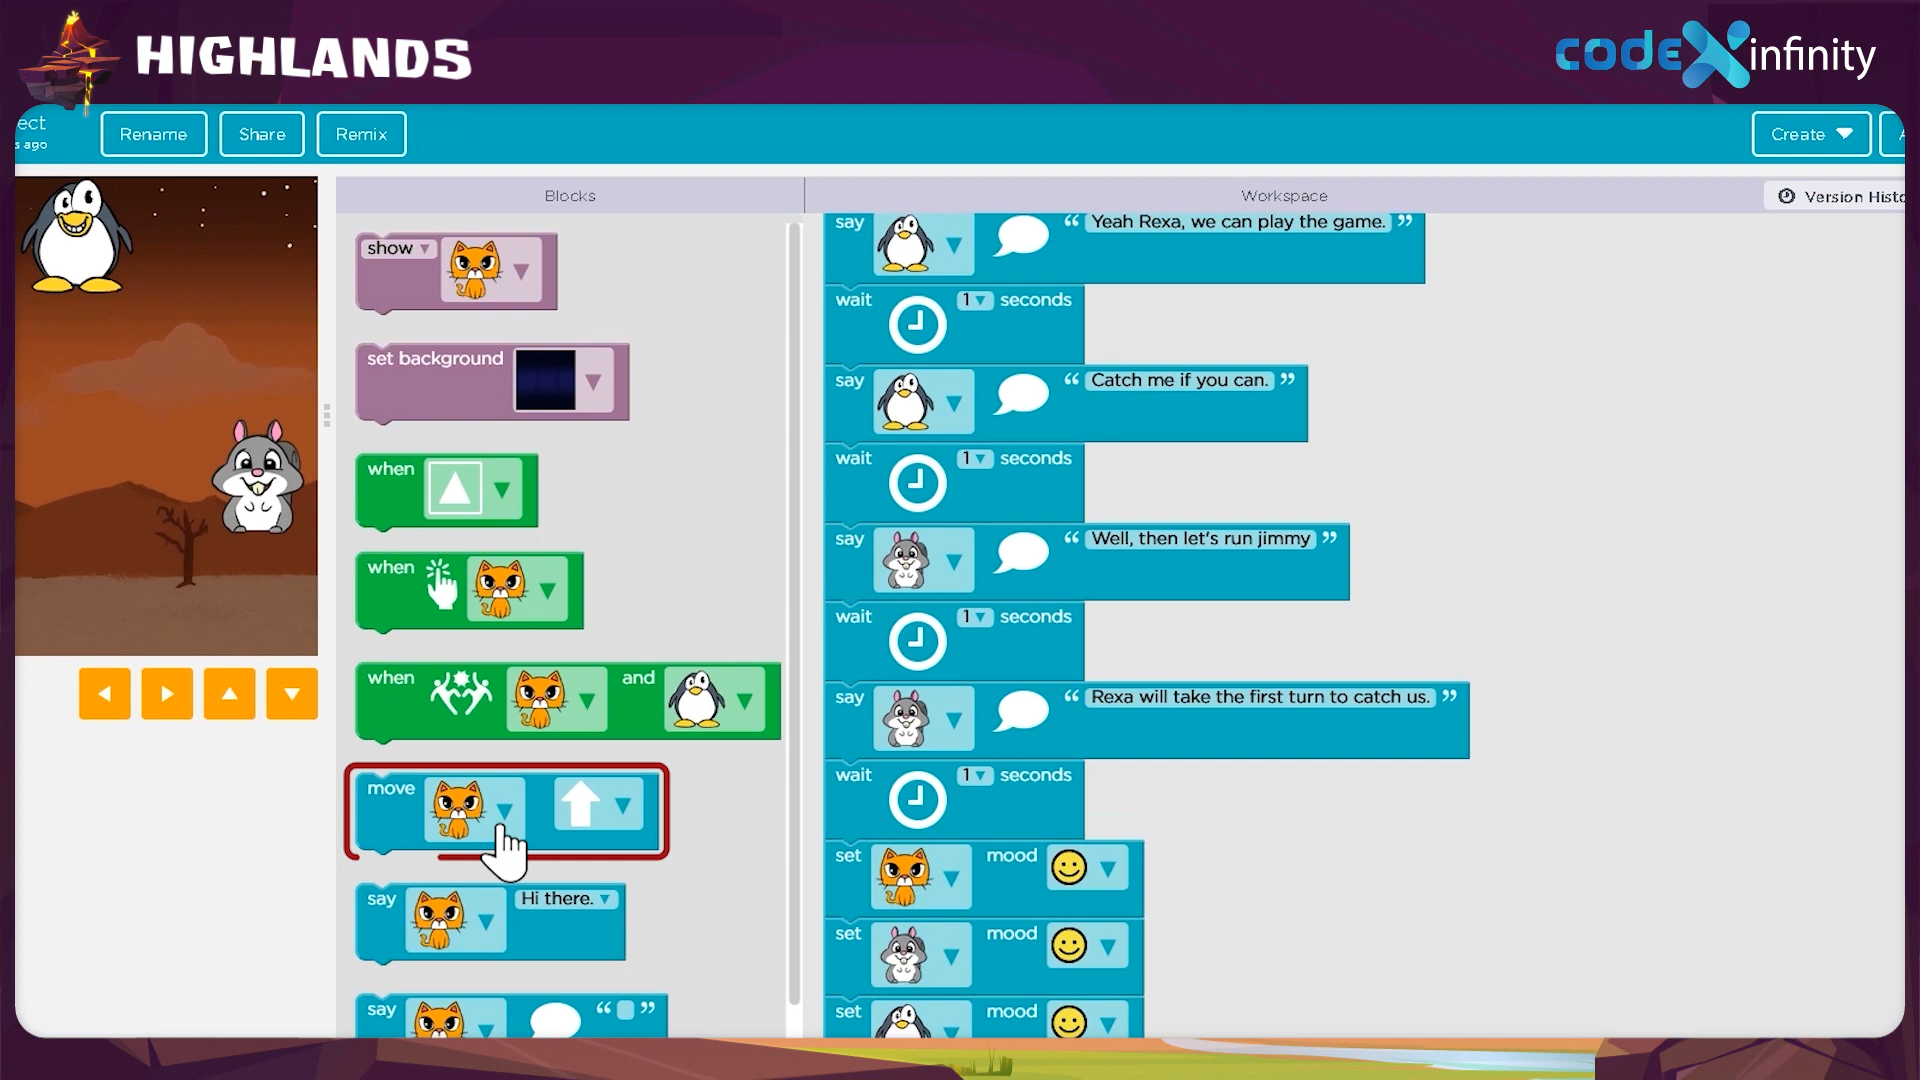 HIGHLANDS
codeXinfinity
ect
s ago
Rename
Share
Remix
Create
Blocks
Workspace
Version Histo
show
set background
when
when
when and
move
say Hi there.
say “ ”
say “ Yeah Rexa, we can play the game. ”
wait 1 seconds
say “ Catch me if you can. ”
wait 1 seconds
say “ Well, then let's run jimmy ”
wait 1 seconds
say “ Rexa will take the first turn to catch us. ”
wait 1 seconds
set mood
set mood
set mood